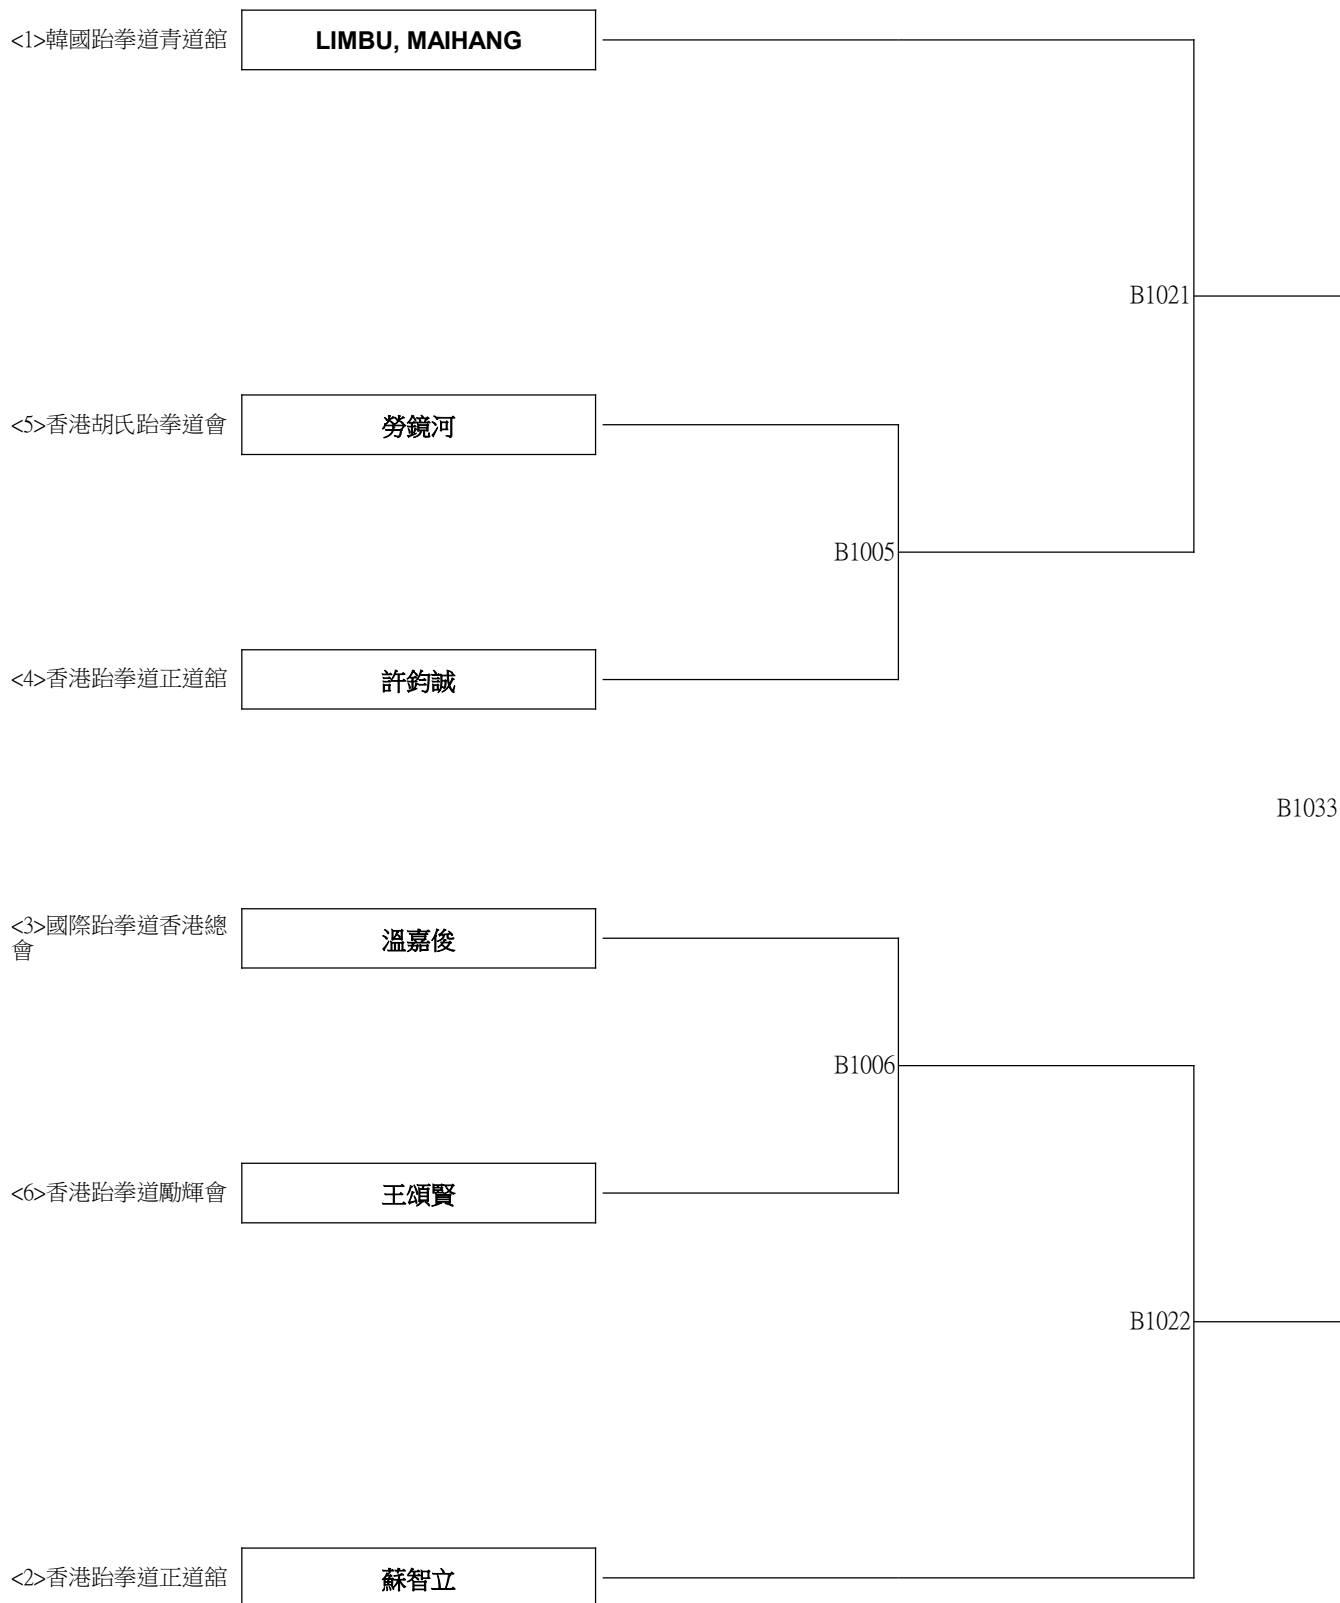 <1>韓國跆拳道青道舘
LIMBU, MAIHANG
B1021
<5>香港胡氏跆拳道會
勞鏡河
B1005
<4>香港跆拳道正道舘
許鈞誠
B1033
<3>國際跆拳道香港總
會
溫嘉俊
B1006
<6>香港跆拳道勵輝會
王頌賢
B1022
<2>香港跆拳道正道舘
蘇智立